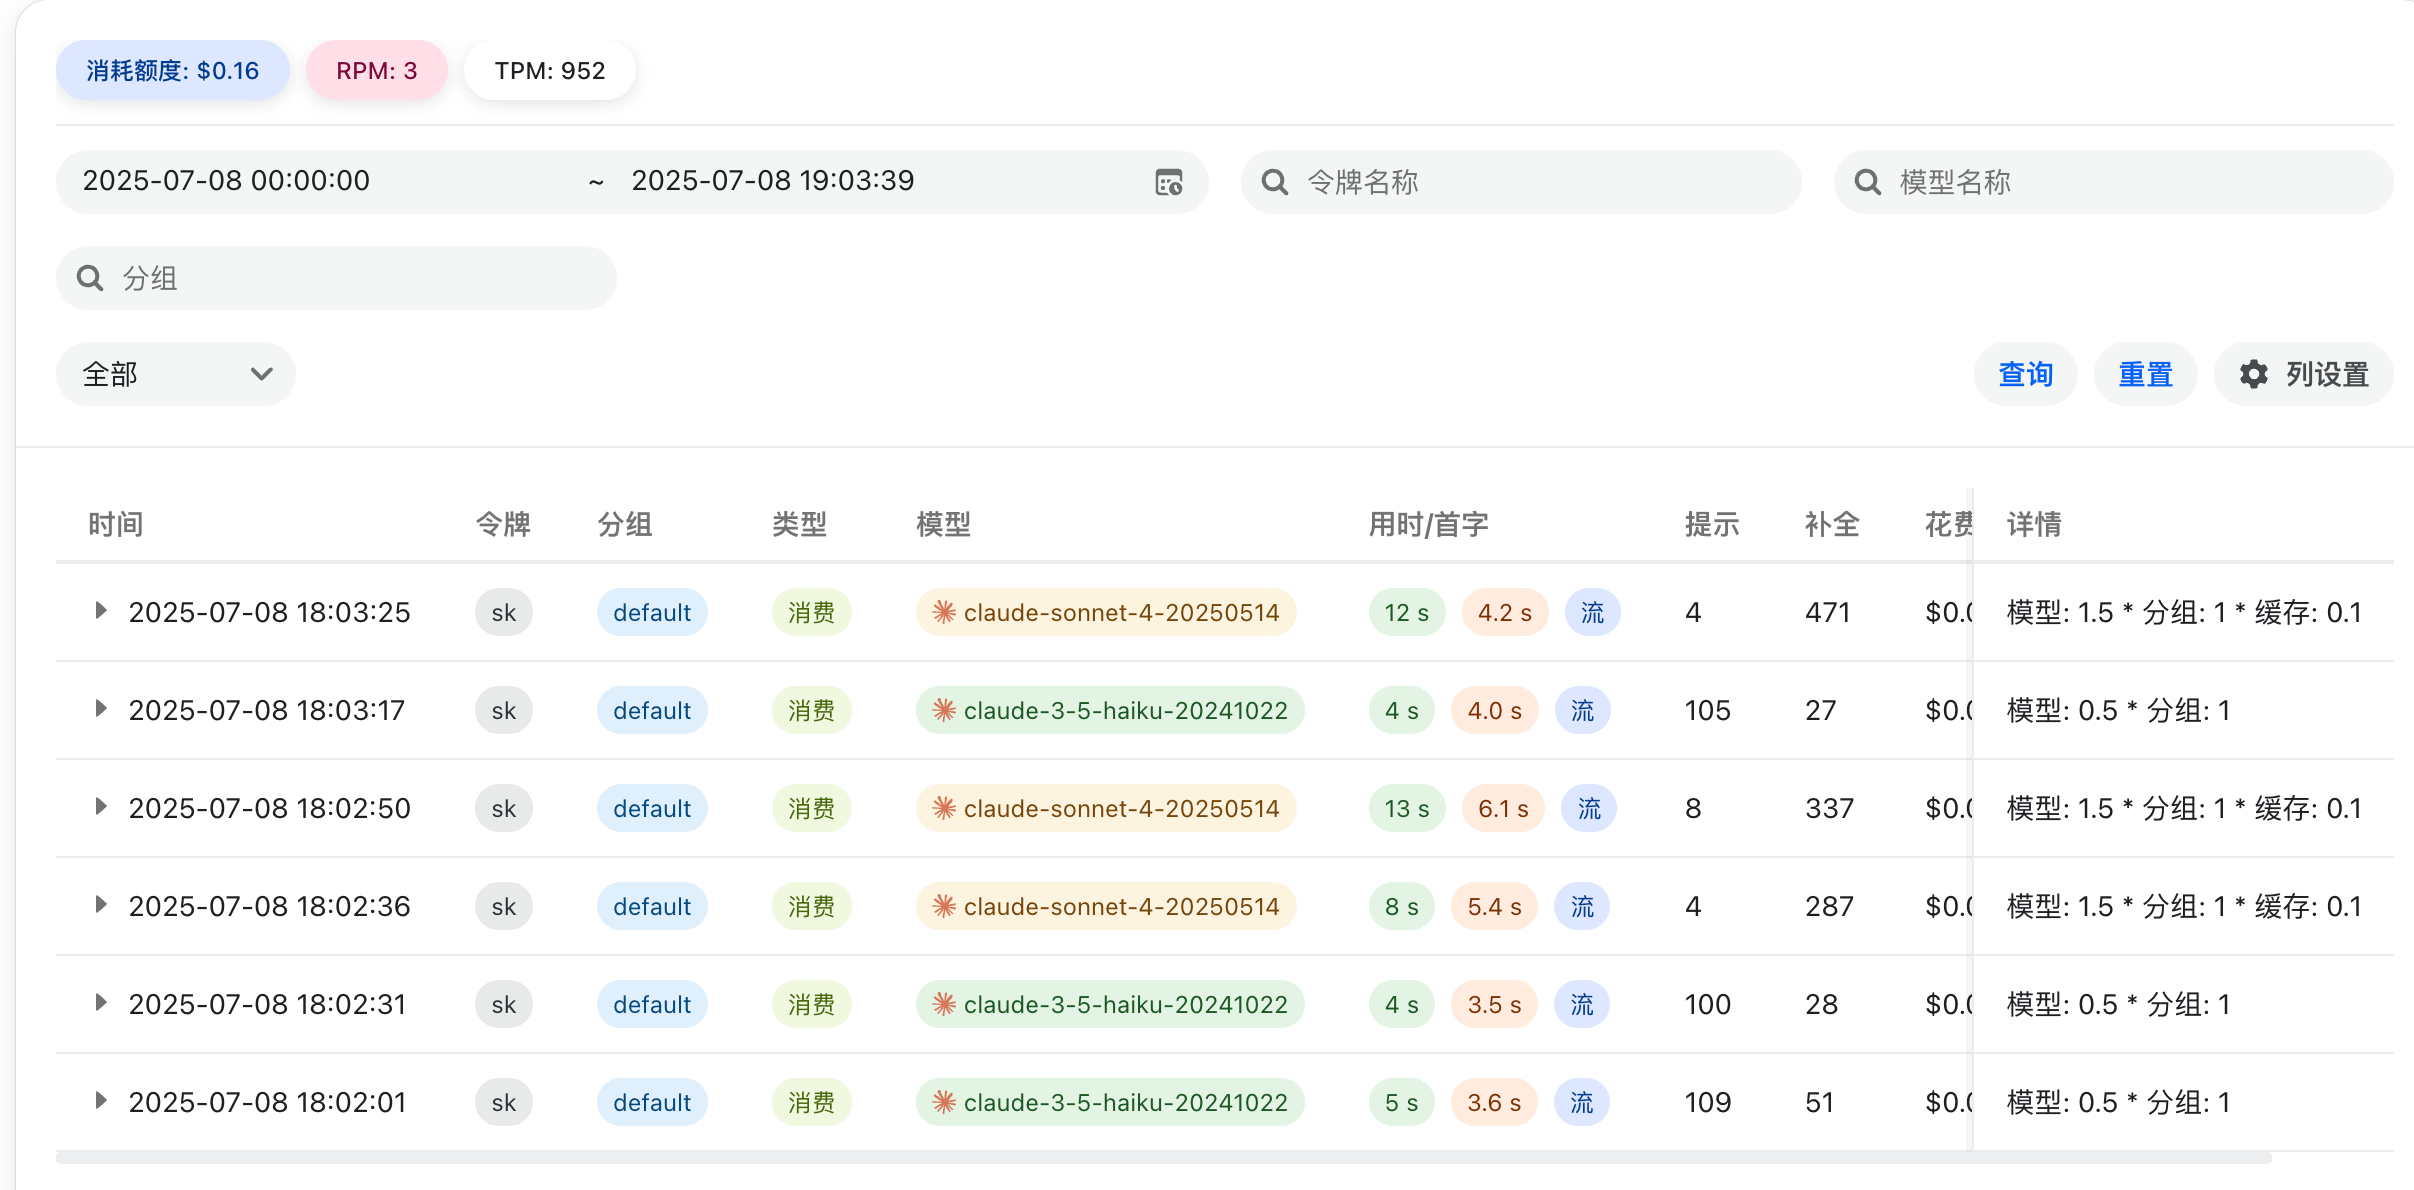 消耗额度: $0.16 RPM: 3 TPM: 952
2025-07-08 00:00:00 ~ 2025-07-08 19:03:39 令牌名称 模型名称
分组
全部 查询 重置 列设置
时间 令牌 分组 类型 模型 用时/首字 提示 补全 花费 详情
2025-07-08 18:03:25 sk default 消费 claude-sonnet-4-20250514 12 s 4.2 s 流 4 471 $0.0 模型: 1.5 * 分组: 1 * 缓存: 0.1
2025-07-08 18:03:17 sk default 消费 claude-3-5-haiku-20241022 4 s 4.0 s 流 105 27 $0.0 模型: 0.5 * 分组: 1
2025-07-08 18:02:50 sk default 消费 claude-sonnet-4-20250514 13 s 6.1 s 流 8 337 $0.0 模型: 1.5 * 分组: 1 * 缓存: 0.1
2025-07-08 18:02:36 sk default 消费 claude-sonnet-4-20250514 8 s 5.4 s 流 4 287 $0.0 模型: 1.5 * 分组: 1 * 缓存: 0.1
2025-07-08 18:02:31 sk default 消费 claude-3-5-haiku-20241022 4 s 3.5 s 流 100 28 $0.0 模型: 0.5 * 分组: 1
2025-07-08 18:02:01 sk default 消费 claude-3-5-haiku-20241022 5 s 3.6 s 流 109 51 $0.0 模型: 0.5 * 分组: 1